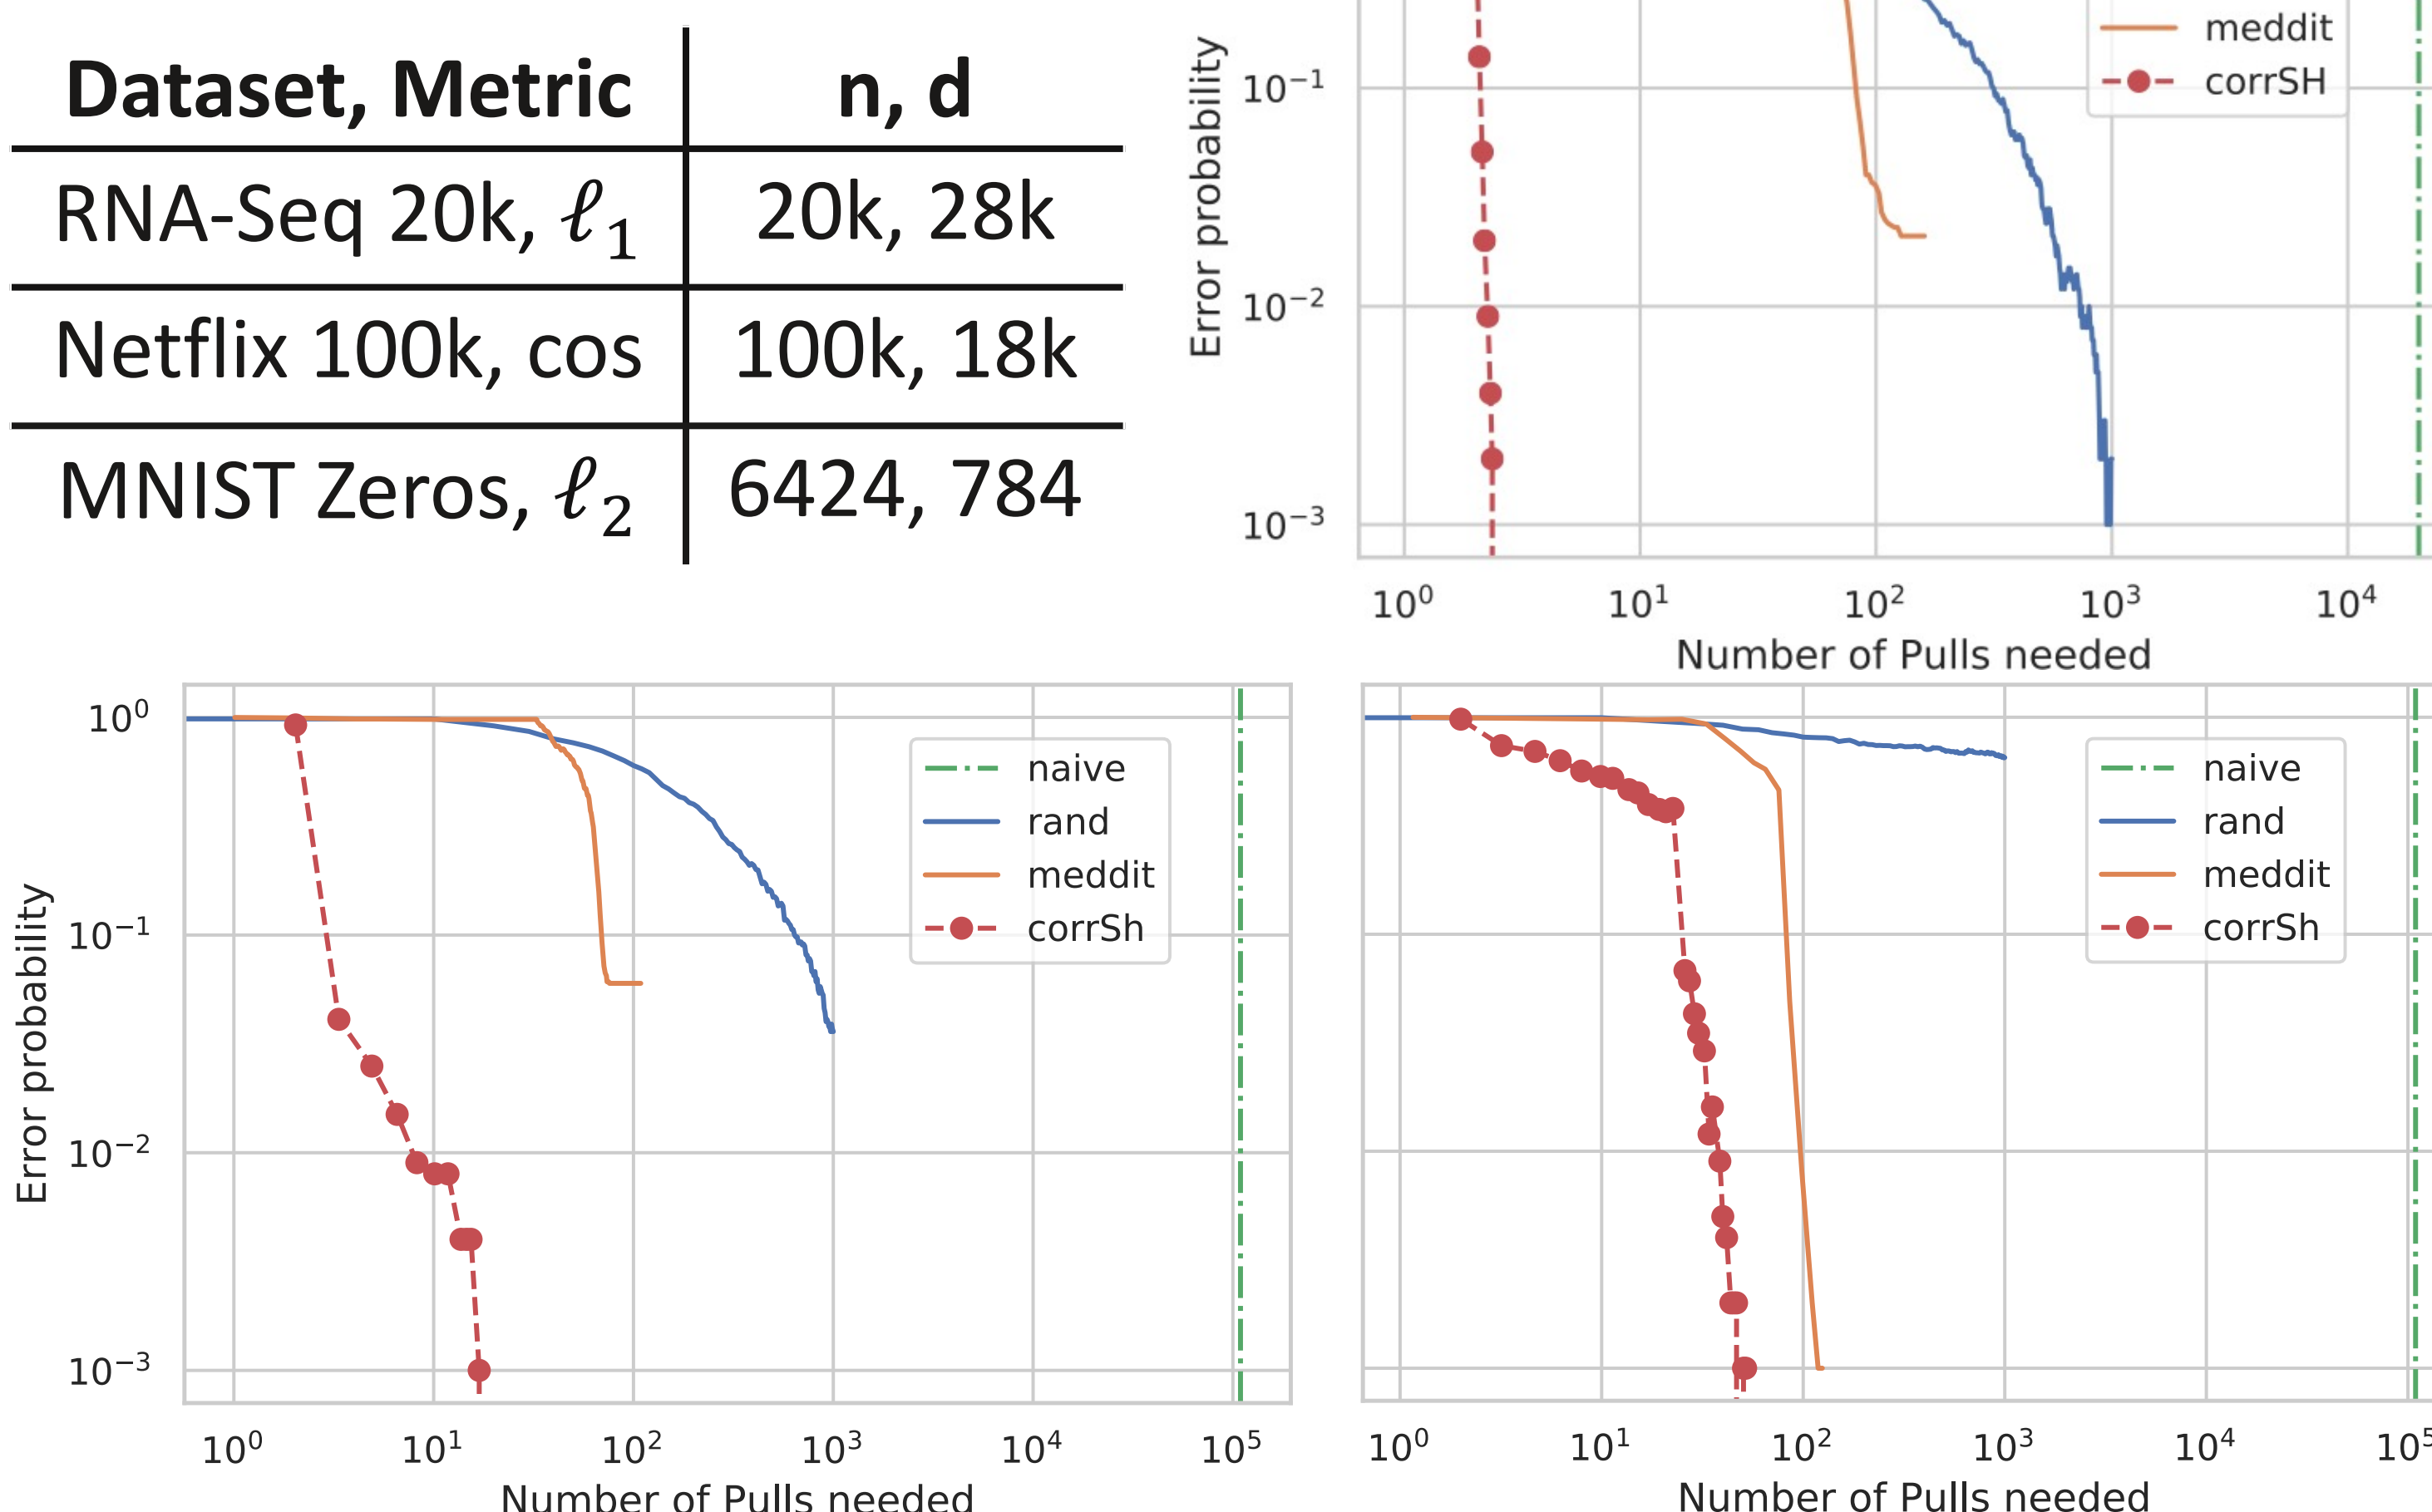 Dataset, Metric n, d
RNA-Seq 20k, ℓ₁ 20k, 28k
Netflix 100k, cos 100k, 18k
MNIST Zeros, ℓ₂ 6424, 784
meddit
corrSH
Error probability
10⁻¹
10⁻²
10⁻³
10⁰ 10¹ 10² 10³ 10⁴
Number of Pulls needed
Error probability
10⁰
10⁻¹
10⁻²
10⁻³
naive
rand
meddit
corrSh
10⁰ 10¹ 10² 10³ 10⁴ 10⁵
Number of Pulls needed
naive
rand
meddit
corrSh
10⁰ 10¹ 10² 10³ 10⁴ 10⁵
Number of Pulls needed